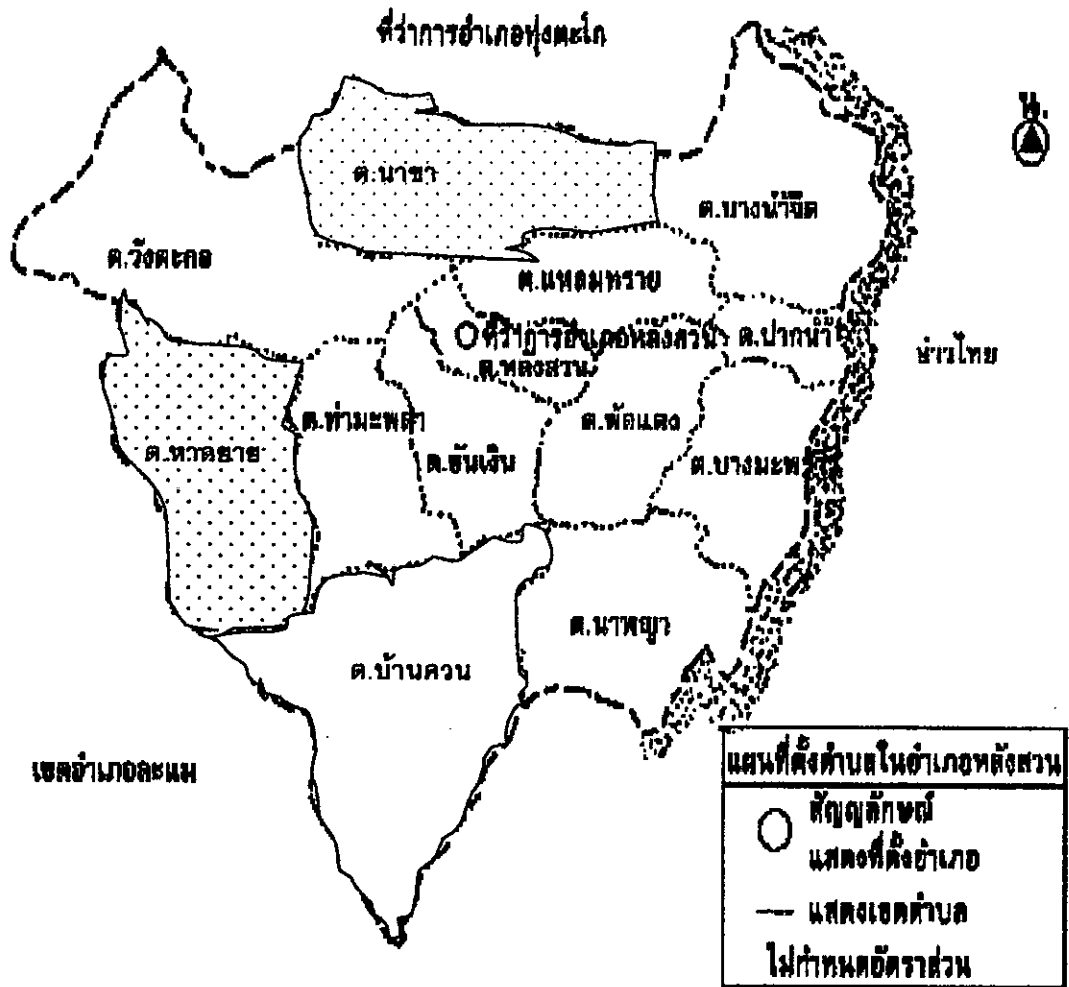 ที่ว่าการอำเภอทุ่งตะโก
น.
ต.นาขา
ต.บางน้ำจืด
ต.วังตะกอ
ต.แหลมทราย
ที่ว่าการอำเภอหลังสวน
ต.ปากน้ำ
ต.หลังสวน
อ่าวไทย
ต.ท่ามะพลา
ต.พ้อแดง
ต.หาดยาย
ต.ขันเงิน
ต.บางมะพ
ต.นาพญา
ต.บ้านควน
เขตอำเภอละแม
แผนที่ตั้งตำบลในอำเภอหลังสวน
สัญญลักษณ์
แสดงที่ตั้งอำเภอ
แสดงเขตตำบล
ไม่กำหนดอัตราส่วน